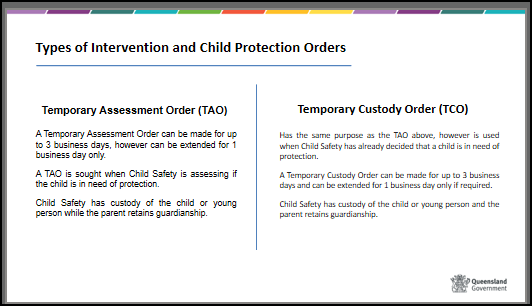 Types of Intervention and Child Protection Orders
Temporary Assessment Order (TAO)
A Temporary Assessment Order can be made for up
to 3 business days, however can be extended for 1
business day only.
A TAO is sought when Child Safety is assessing if
the child is in need of protection.
Child Safety has custody of the child or young
person while the parent retains guardianship.
Temporary Custody Order (TCO)
Has the same purpose as the TAO above, however is used
when Child Safety has already decided that a child is in need of
protection.
A Temporary Custody Order can be made for up to 3 business
days and can be extended for 1 business day only if required.
Child Safety has custody of the child or young person and the
parent retains guardianship.
Queensland
Government